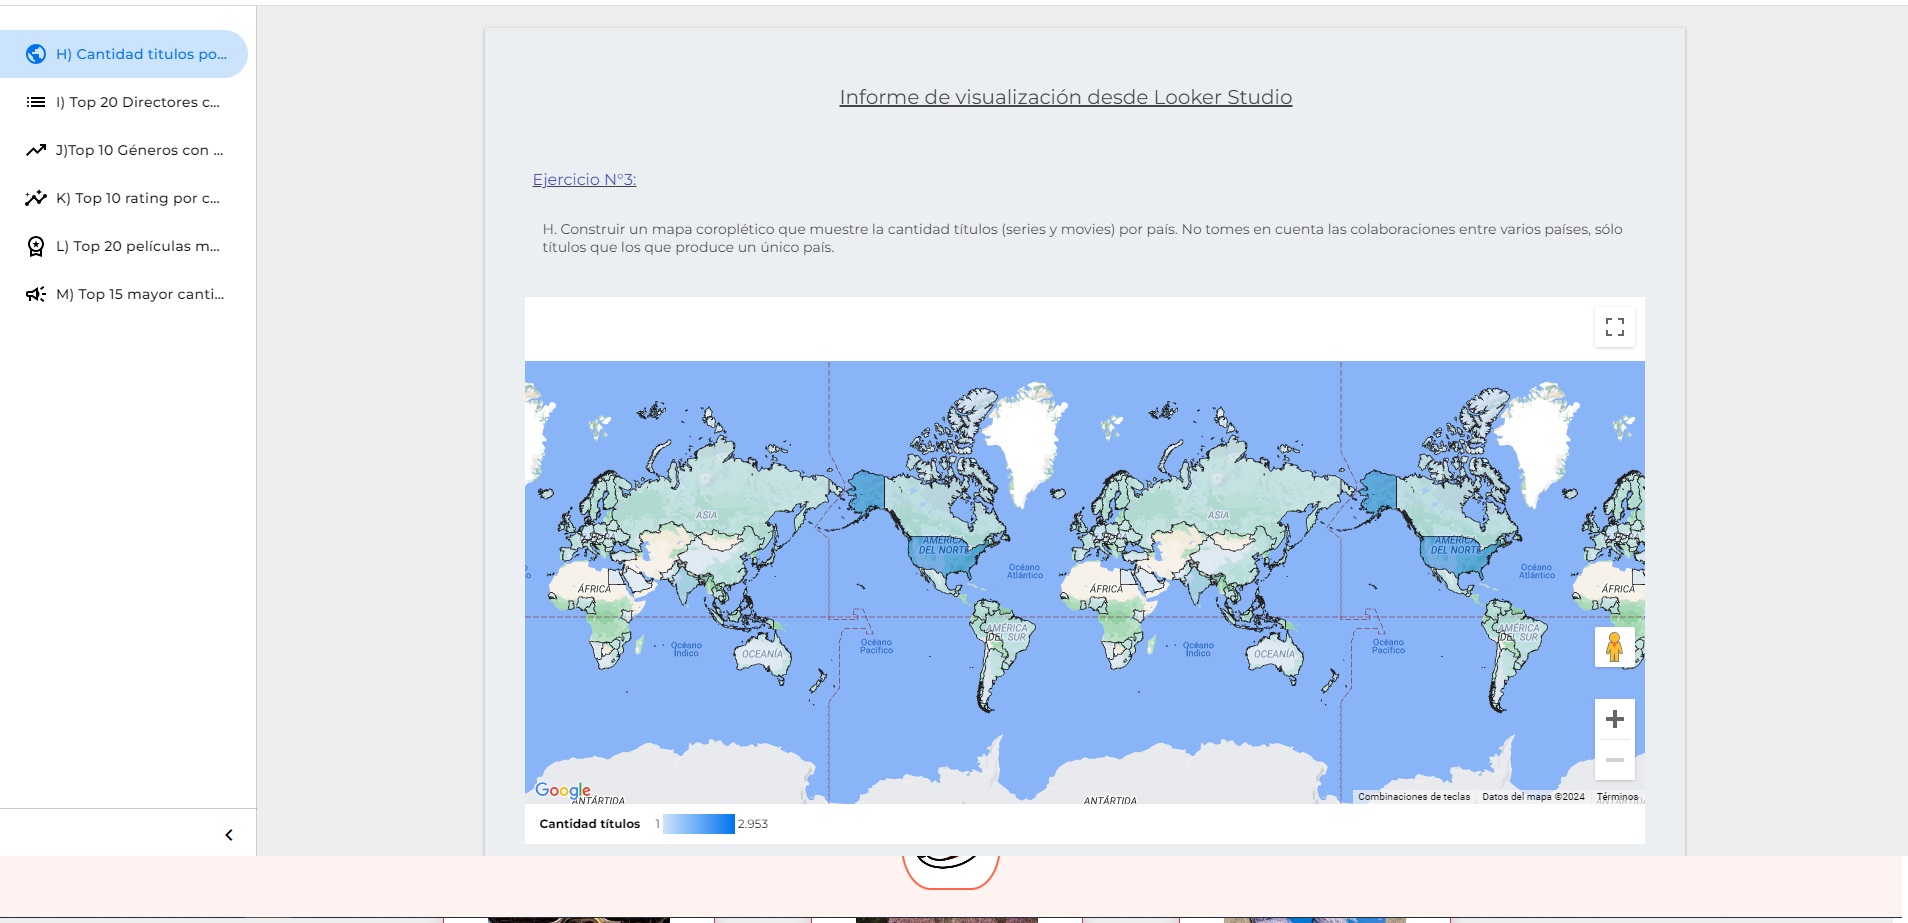 H) Cantidad titulos po...
I) Top 20 Directores c...
J)Top 10 Géneros con ...
K) Top 10 rating por c...
L) Top 20 películas m...
M) Top 15 mayor canti...
Informe de visualización desde Looker Studio
Ejercicio N°3:
H. Construir un mapa coroplético que muestre la cantidad títulos (series y movies) por país. No tomes en cuenta las colaboraciones entre varios países, sólo
títulos que los que produce un único país.
ASIA
AMÉRICA
DEL NORTE
Océano
Atlántico
ÁFRICA
AMÉRICA
DEL SUR
Océano
Índico
OCEANÍA
Océano
Pacífico
ASIA
AMÉRICA
DEL NORTE
Océano
Atlántico
ÁFRICA
ÁFRICA
AMÉRICA
DEL SUR
Océano
Índico
OCEANÍA
Océano
Pacífico
Google
ANTÁRTIDA
ANTÁRTIDA
Combinaciones de teclas
Datos del mapa ©2024
Términos
Cantidad títulos
1
2.953